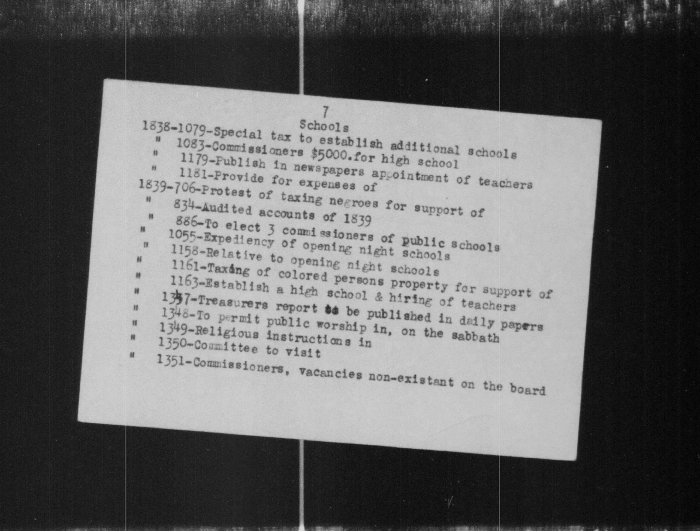 7
Schools
1838-1079-Special tax to establish additional schools
" 1083-Commissioners $5000.for high school
" 1179-Publish in newspapers appointment of teachers
" 1181-Provide for expenses of
1839-706-Protest of taxing negroes for support of
" 834-Audited accounts of 1839
" 886-To elect 3 commissioners of public schools
" 1055-Expediency of opening night schools
" 1158-Relative to opening night schools
" 1161-Taxing of colored persons property for support of
" 1163-Establish a high school & hiring of teachers
" 1347-Treasurers report to be published in daily papers
" 1348-To permit public worship in, on the sabbath
" 1349-Religious instructions in
" 1350-Committee to visit
" 1351-Commissioners, vacancies non-existant on the board